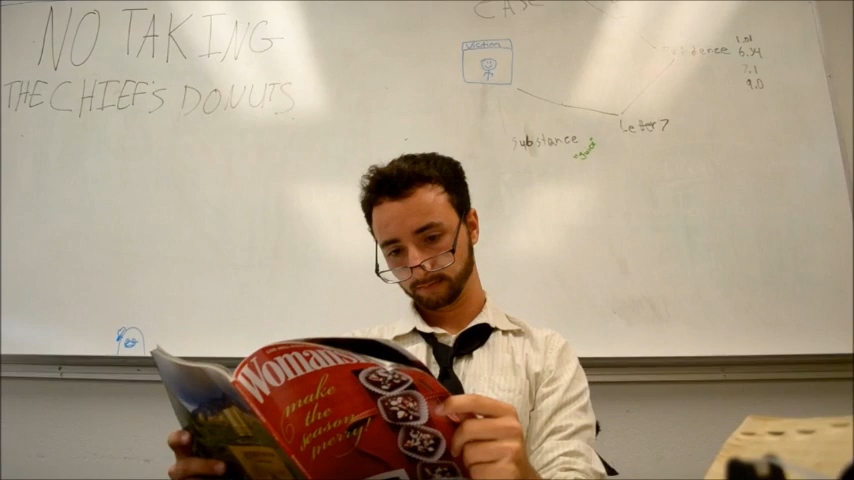 NO TAKING
THE CHIEF'S DONUTS
CASE
Victim
Evidence
6.34
7.1
9.0
Letter?
substance
Woman's
make
the
season
merry!